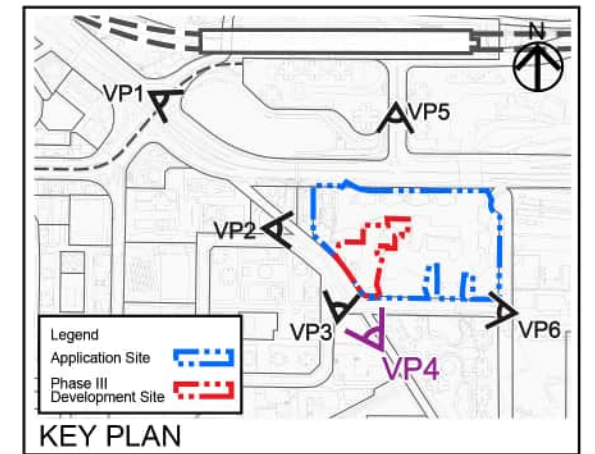 N
VP1
VP5
VP2
VP3
VP4
VP6
Legend
Application Site
Phase III
Development Site
KEY PLAN